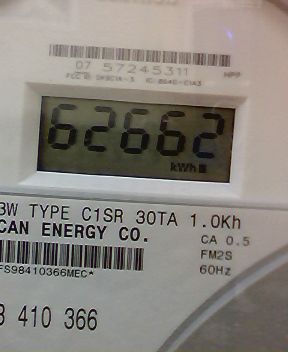 07 57245311
62662
kWh
3W TYPE C1SR 30TA 1.0Kh
CAN ENERGY CO.
CA 0.5
FM2S
60Hz
FS98410366MEC*
410 366